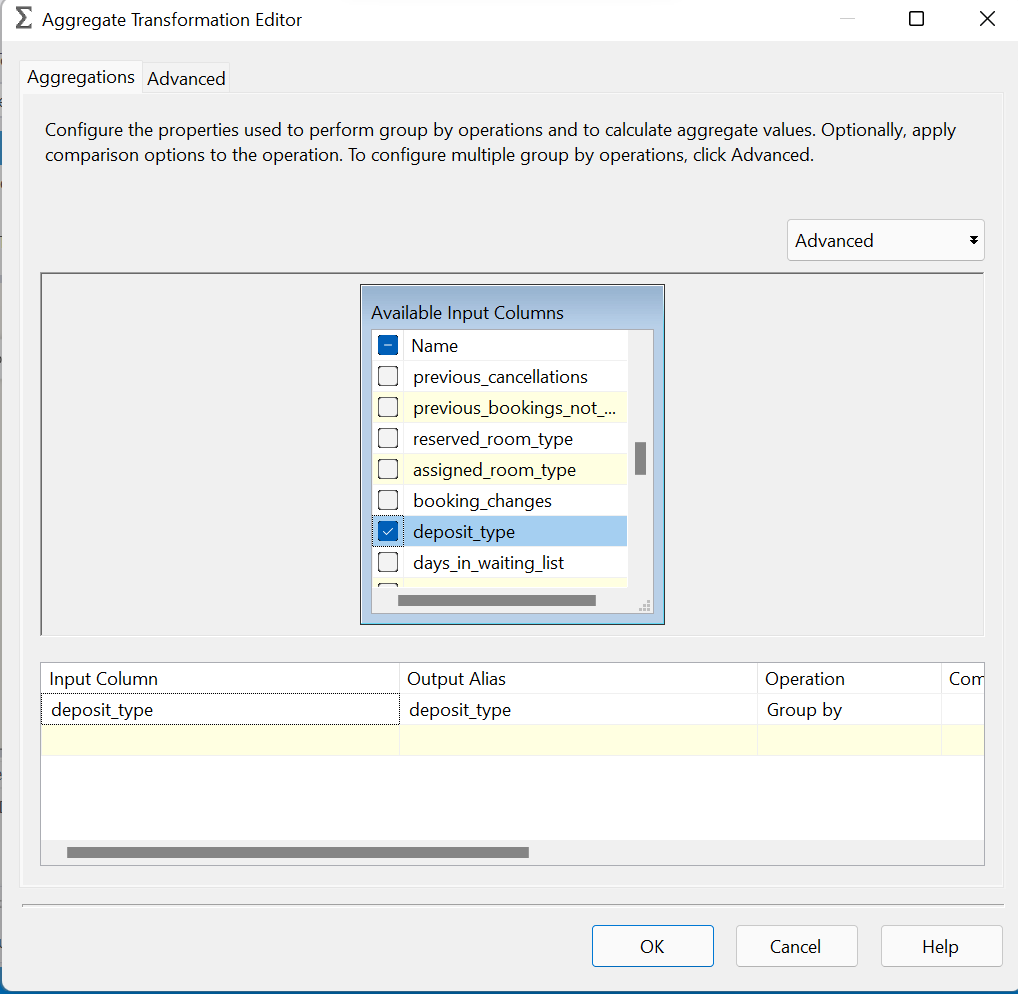 Aggregate Transformation Editor
Aggregations Advanced
Configure the properties used to perform group by operations and to calculate aggregate values. Optionally, apply
comparison options to the operation. To configure multiple group by operations, click Advanced.
Advanced
Available Input Columns
Name
previous_cancellations
previous_bookings_not_...
reserved_room_type
assigned_room_type
booking_changes
deposit_type
days_in_waiting_list
Input Column Output Alias Operation Com
deposit_type deposit_type Group by
OK Cancel Help